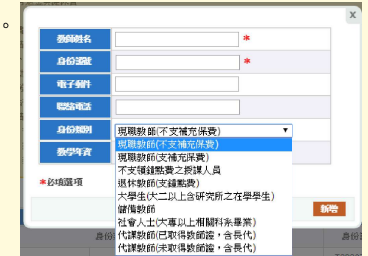 。
x
教師姓名 *
身份證號 *
電子郵件
聯絡電話
身份類別 現職教師(不支補充保費)
現職教師(不支補充保費)
現職教師(支補充保費)
不支領鐘點費之授課人員
退休教師(支鐘點費)
大學生(大二以上含研究所之在學學生)
儲備教師
社會人士(大專以上相關科系畢業)
代課教師(已取得教師證，含長代)
代課教師(未取得教師證，含長代)
教學年資
*必填選項
新增